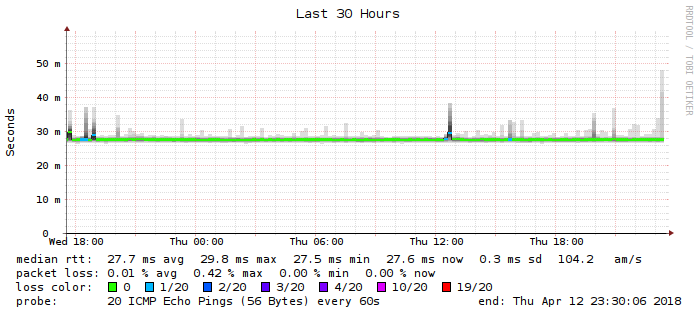 Last 30 Hours
RRDTOOL / TOBI OETIKER
Seconds
50 m
40 m
30 m
20 m
10 m
0
Wed 18:00 Thu 00:00 Thu 06:00 Thu 12:00 Thu 18:00
median rtt: 27.7 ms avg 29.8 ms max 27.5 ms min 27.6 ms now 0.3 ms sd 104.2 am/s
packet loss: 0.01 % avg 0.42 % max 0.00 % min 0.00 % now
loss color: 0 1/20 2/20 3/20 4/20 10/20 19/20
probe: 20 ICMP Echo Pings (56 Bytes) every 60s end: Thu Apr 12 23:30:06 2018